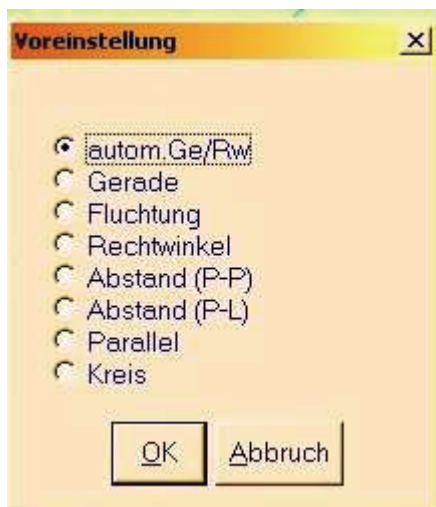 Voreinstellung
autom.Ge/Rw
Gerade
Fluchtung
Rechtwinkel
Abstand (P-P)
Abstand (P-L)
Parallel
Kreis
OK Abbruch